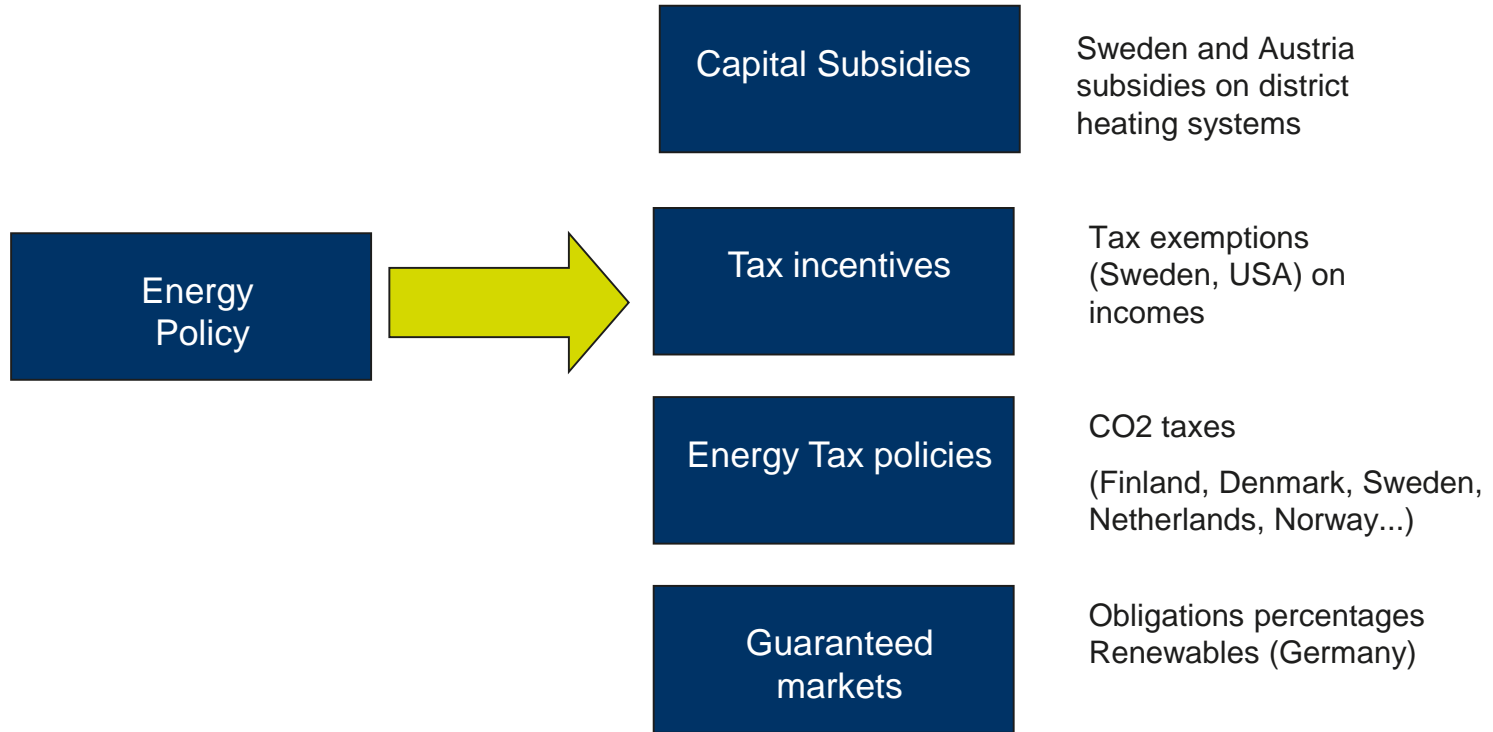 Capital Subsidies
Sweden and Austria
subsidies on district
heating systems
Energy
Policy
Tax incentives
Tax exemptions
(Sweden, USA) on
incomes
Energy Tax policies
CO2 taxes
(Finland, Denmark, Sweden,
Netherlands, Norway...)
Guaranteed
markets
Obligations percentages
Renewables (Germany)